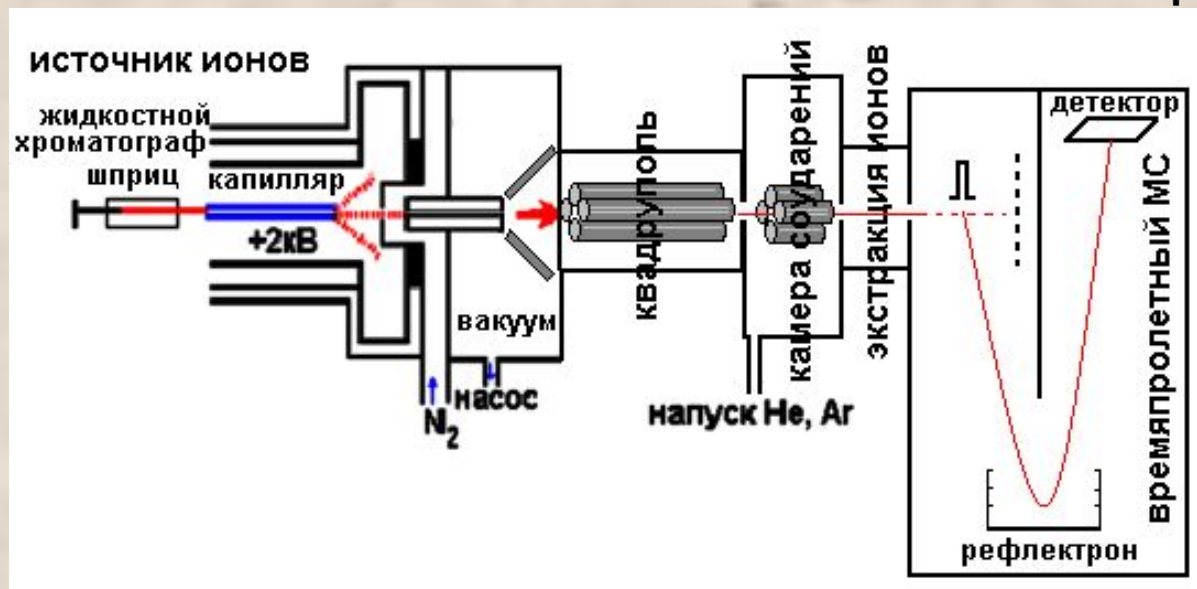 источник ионов
жидкостной
хроматограф
шприц
капилляр
+2кВ
вакуум
насос
N2
квадруполь
камера соударений
экстракция ионов
напуск He, Ar
детектор
времяпролетный МС
рефлектрон